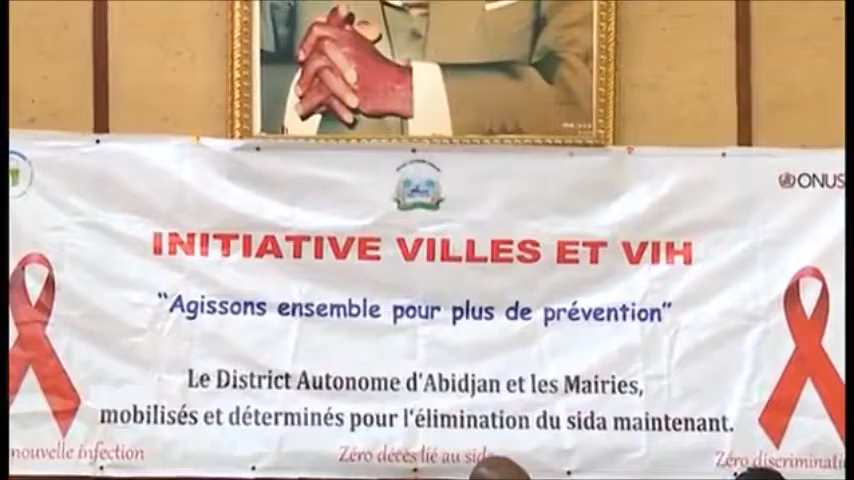 ONUS
INITIATIVE VILLES ET VIH
"Agissons ensemble pour plus de prévention"
Le District Autonome d'Abidjan et les Mairies,
mobilisés et déterminés pour l'élimination du sida maintenant.
nouvelle infection Zéro décès lié au sida Zéro discriminati